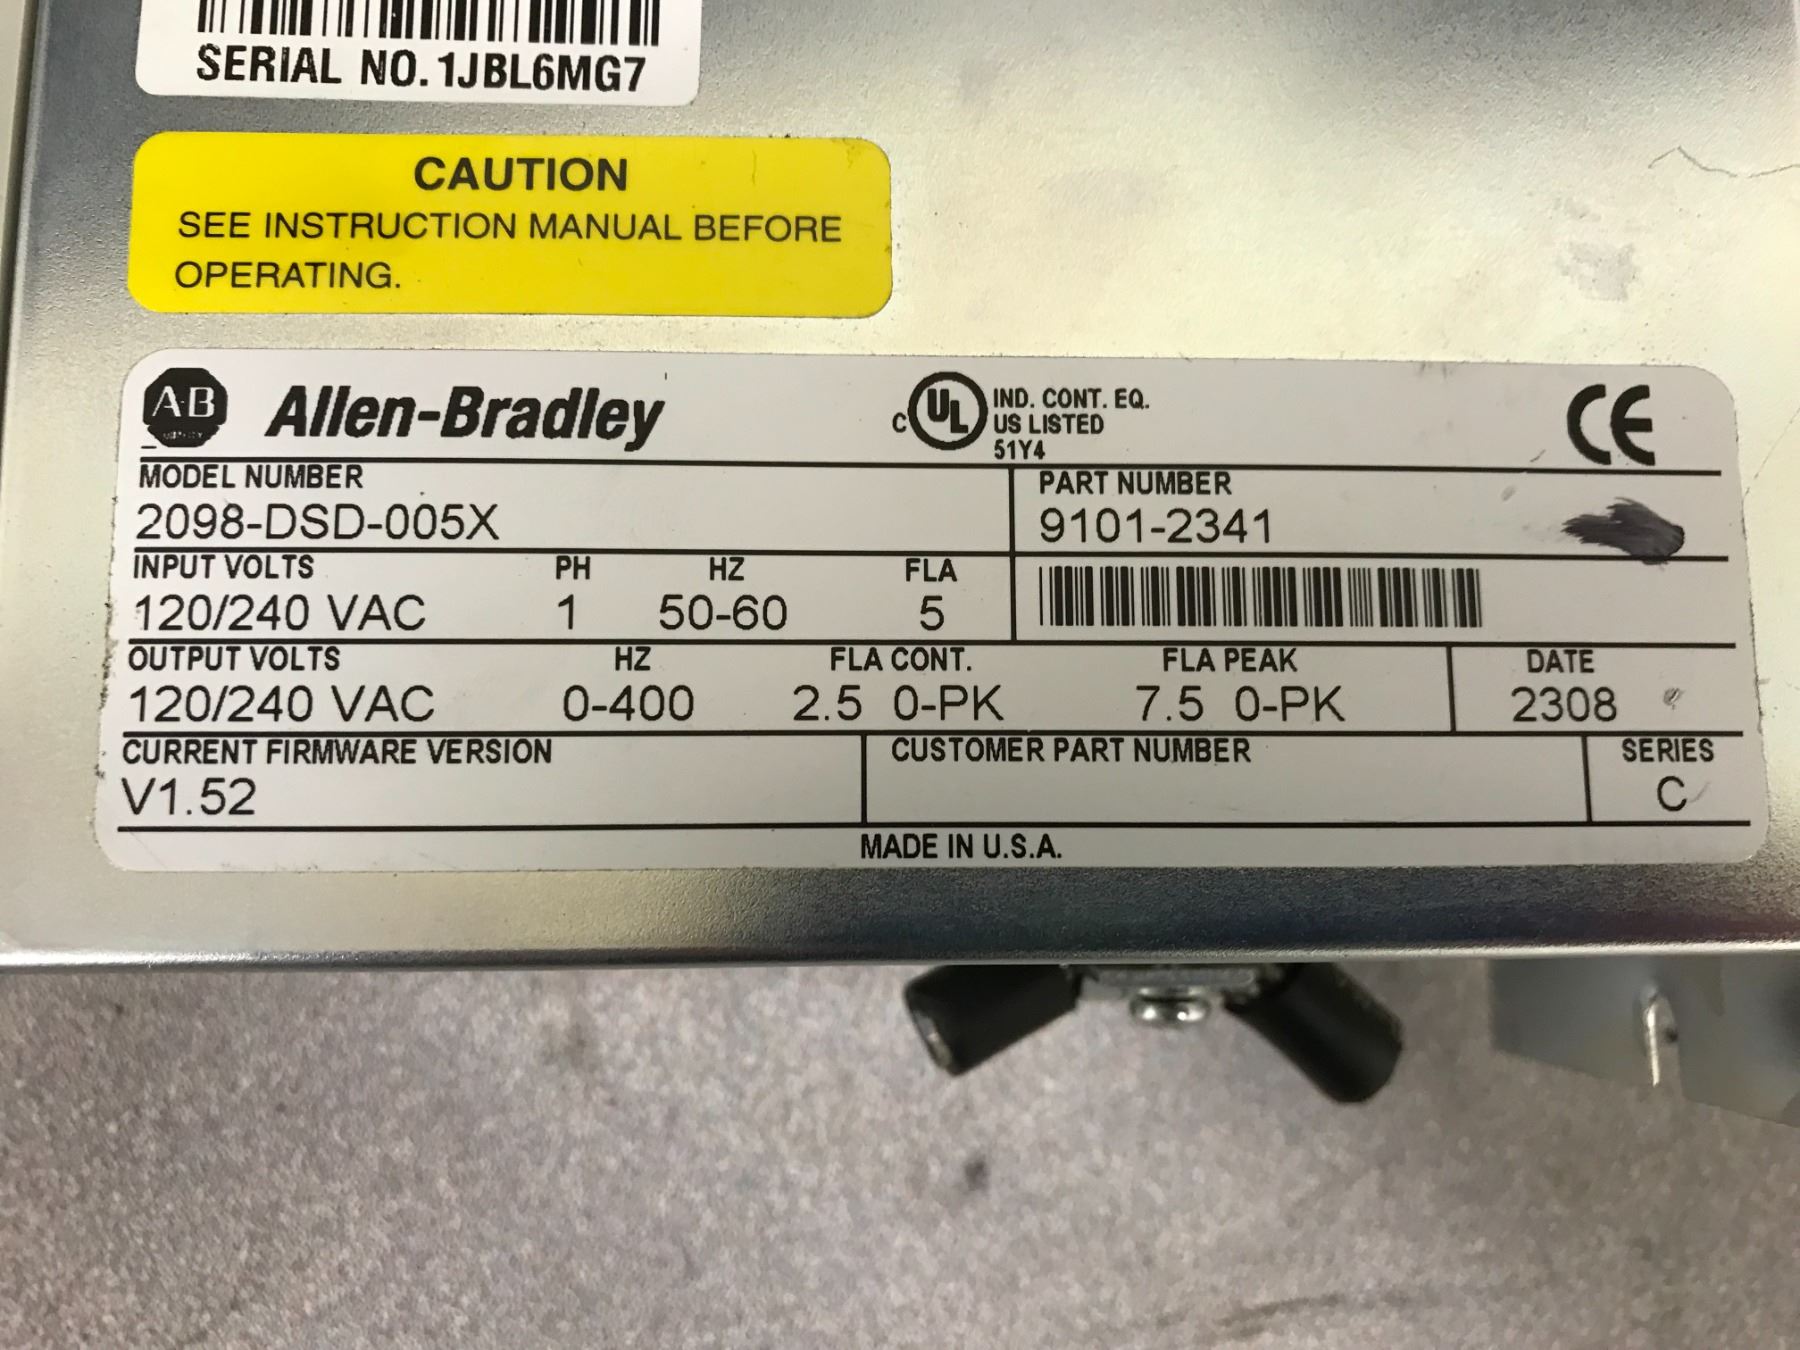 SERIAL NO. 1JBL6MG7
CAUTION
SEE INSTRUCTION MANUAL BEFORE
OPERATING.
A-B Allen-Bradley
C UL IND. CONT. EQ.
US LISTED
51Y4
CE
MODEL NUMBER PART NUMBER
2098-DSD-005X 9101-2341
INPUT VOLTS PH HZ FLA
120/240 VAC 1 50-60 5
OUTPUT VOLTS HZ FLA CONT. FLA PEAK DATE
120/240 VAC 0-400 2.5 0-PK 7.5 0-PK 2308
CURRENT FIRMWARE VERSION CUSTOMER PART NUMBER SERIES
V1.52 C
MADE IN U.S.A.